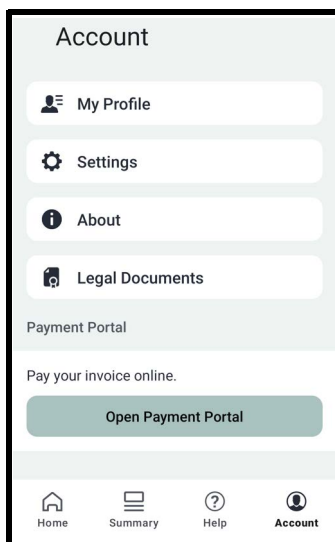 Account
My Profile
Settings
About
Legal Documents
Payment Portal
Pay your invoice online.
Open Payment Portal
Home Summary Help Account